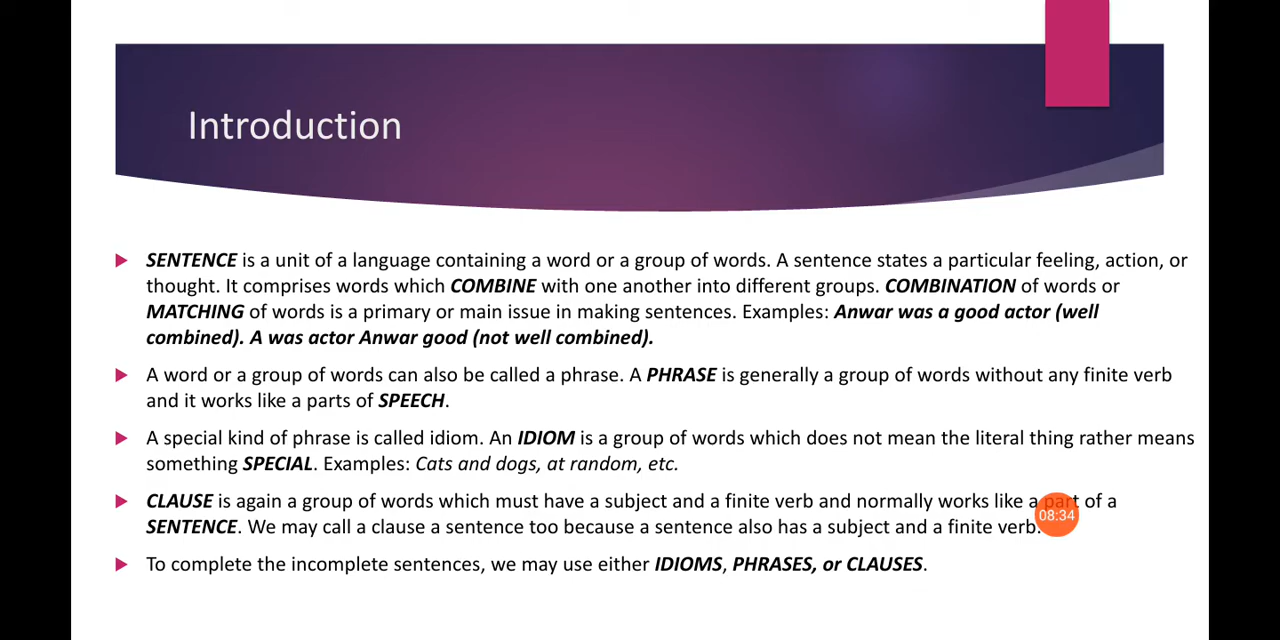 Introduction
SENTENCE is a unit of a language containing a word or a group of words. A sentence states a particular feeling, action, or
thought. It comprises words which COMBINE with one another into different groups. COMBINATION of words or
MATCHING of words is a primary or main issue in making sentences. Examples: Anwar was a good actor (well
combined). A was actor Anwar good (not well combined).
A word or a group of words can also be called a phrase. A PHRASE is generally a group of words without any finite verb
and it works like a parts of SPEECH.
A special kind of phrase is called idiom. An IDIOM is a group of words which does not mean the literal thing rather means
something SPECIAL. Examples: Cats and dogs, at random, etc.
CLAUSE is again a group of words which must have a subject and a finite verb and normally works like a part of a
SENTENCE. We may call a clause a sentence too because a sentence also has a subject and a finite verb.
08:34
To complete the incomplete sentences, we may use either IDIOMS, PHRASES, or CLAUSES.